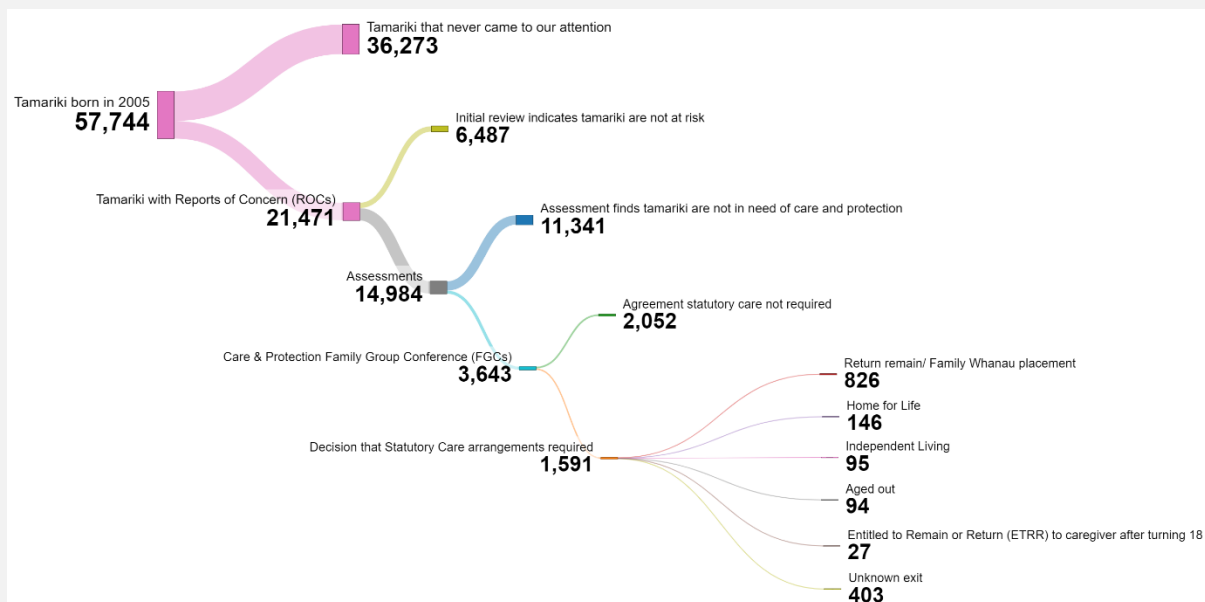 Tamariki that never came to our attention
36,273
Tamariki born in 2005
57,744
Initial review indicates tamariki are not at risk
6,487
Tamariki with Reports of Concern (ROCs)
21,471
Assessment finds tamariki are not in need of care and protection
11,341
Assessments
14,984
Agreement statutory care not required
2,052
Care & Protection Family Group Conference (FGCs)
3,643
Return remain/ Family Whanau placement
826
Home for Life
146
Decision that Statutory Care arrangements required
1,591
Independent Living
95
Aged out
94
Entitled to Remain or Return (ETRR) to caregiver after turning 18
27
Unknown exit
403